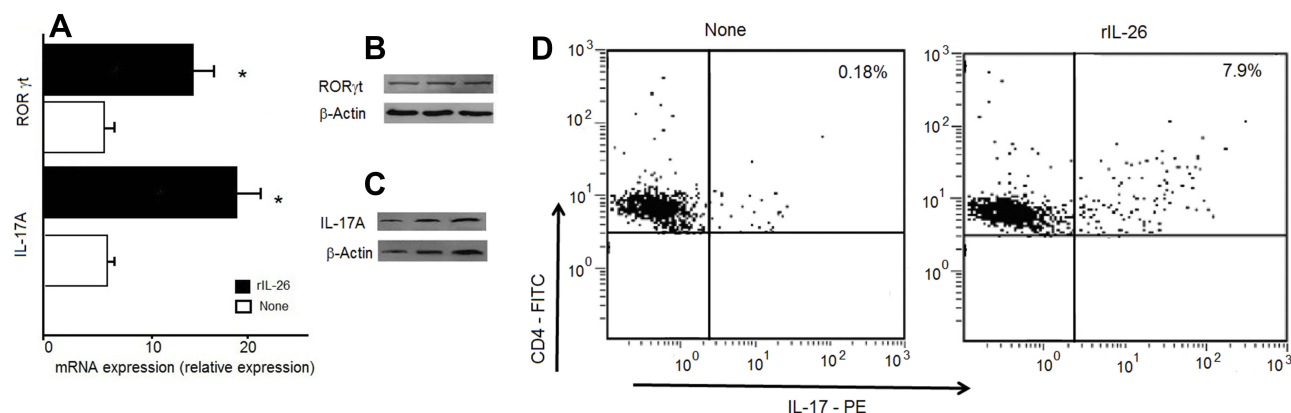 A
ROR γt
IL-17A
*
*
rIL-26
None
0 10 20
mRNA expression (relative expression)
B
RORγt
β-Actin
C
IL-17A
β-Actin
D
None
0.18%
10³
10²
10¹
10⁰
10⁰ 10¹ 10² 10³
CD4 - FITC
rIL-26
7.9%
10³
10²
10¹
10⁰
10⁰ 10¹ 10² 10³
IL-17 - PE